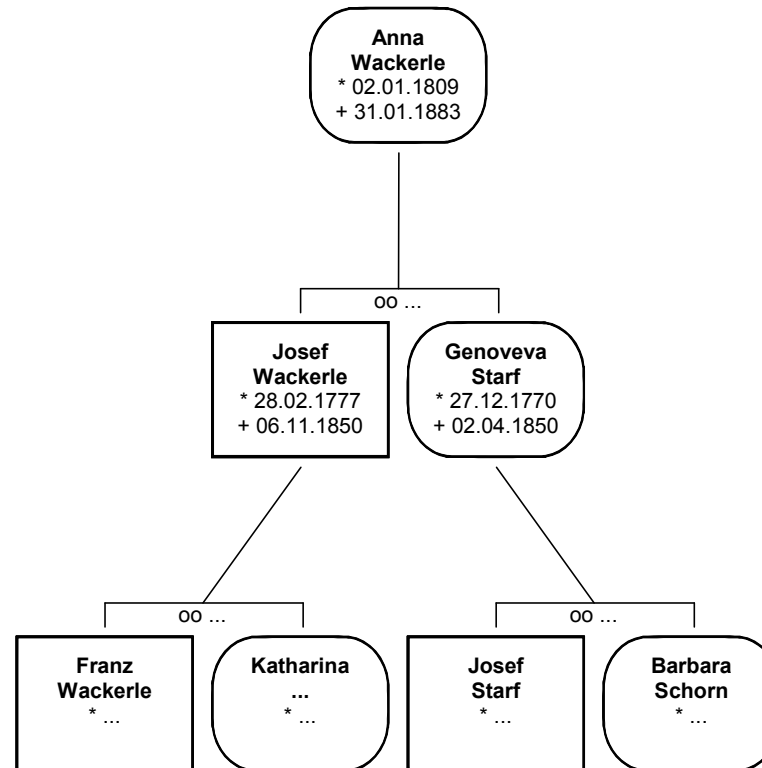 Anna
Wackerle
* 02.01.1809
+ 31.01.1883
oo ...
Josef
Wackerle
* 28.02.1777
+ 06.11.1850
Genoveva
Starf
* 27.12.1770
+ 02.04.1850
oo ...
oo ...
Franz
Wackerle
* ...
Katharina
...
* ...
Josef
Starf
* ...
Barbara
Schorn
* ...